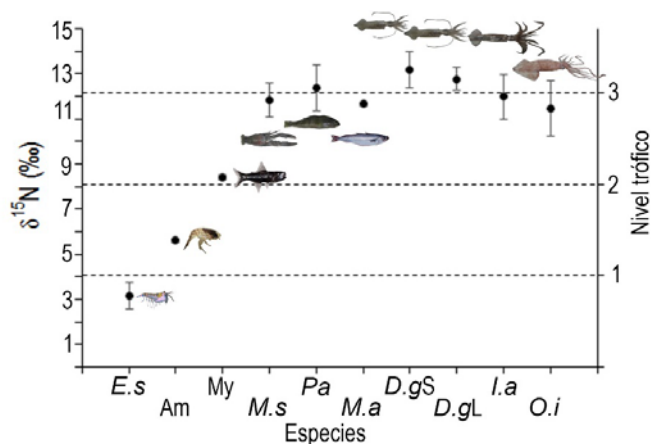 15
13
11
9
7
5
3
1
δ15N (‰)
3
2
1
Nivel trófico
E.s
Am
My
M.s
Pa
M.a
D.gS
D.gL
I.a
O.i
Especies